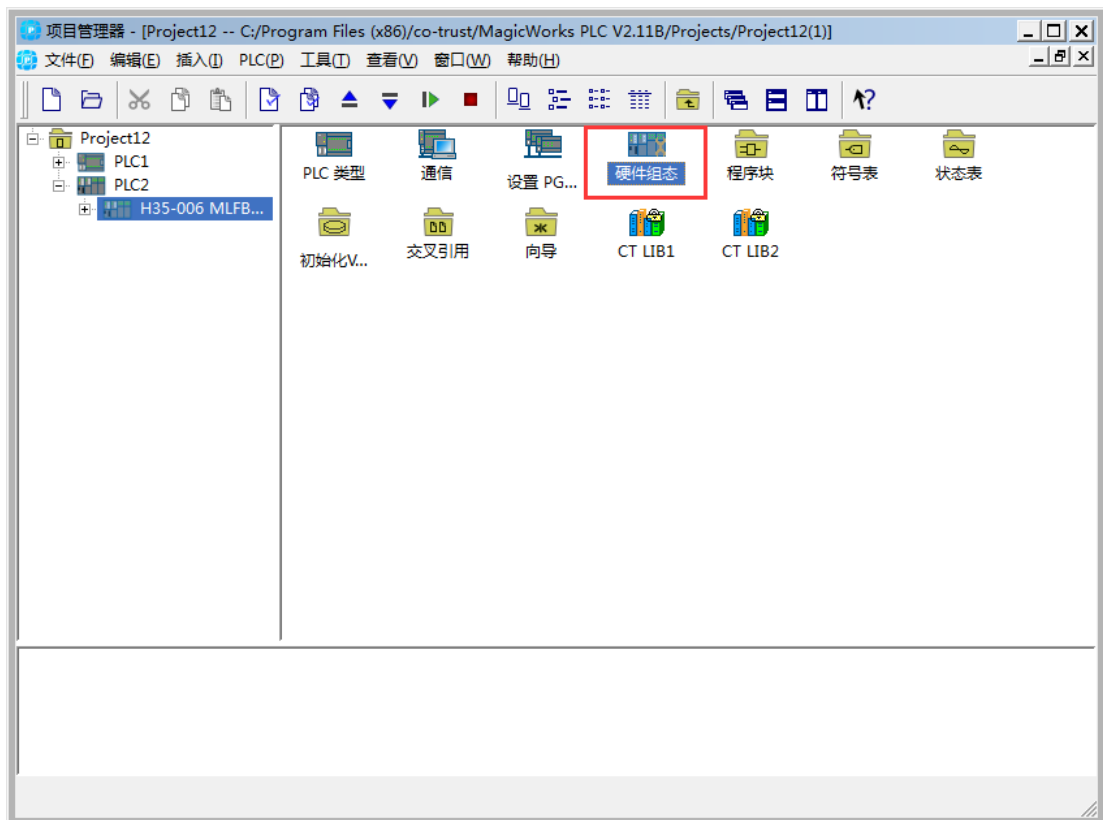 项目管理器 - [Project12 -- C:/Program Files (x86)/co-trust/MagicWorks PLC V2.11B/Projects/Project12(1)]
文件(F) 编辑(E) 插入(I) PLC(P) 工具(T) 查看(V) 窗口(W) 帮助(H)
Project12
PLC1
PLC2
H35-006 MLFB...
PLC 类型 通信 设置 PG... 硬件组态 程序块 符号表 状态表
初始化V... 交叉引用 向导 CT LIB1 CT LIB2